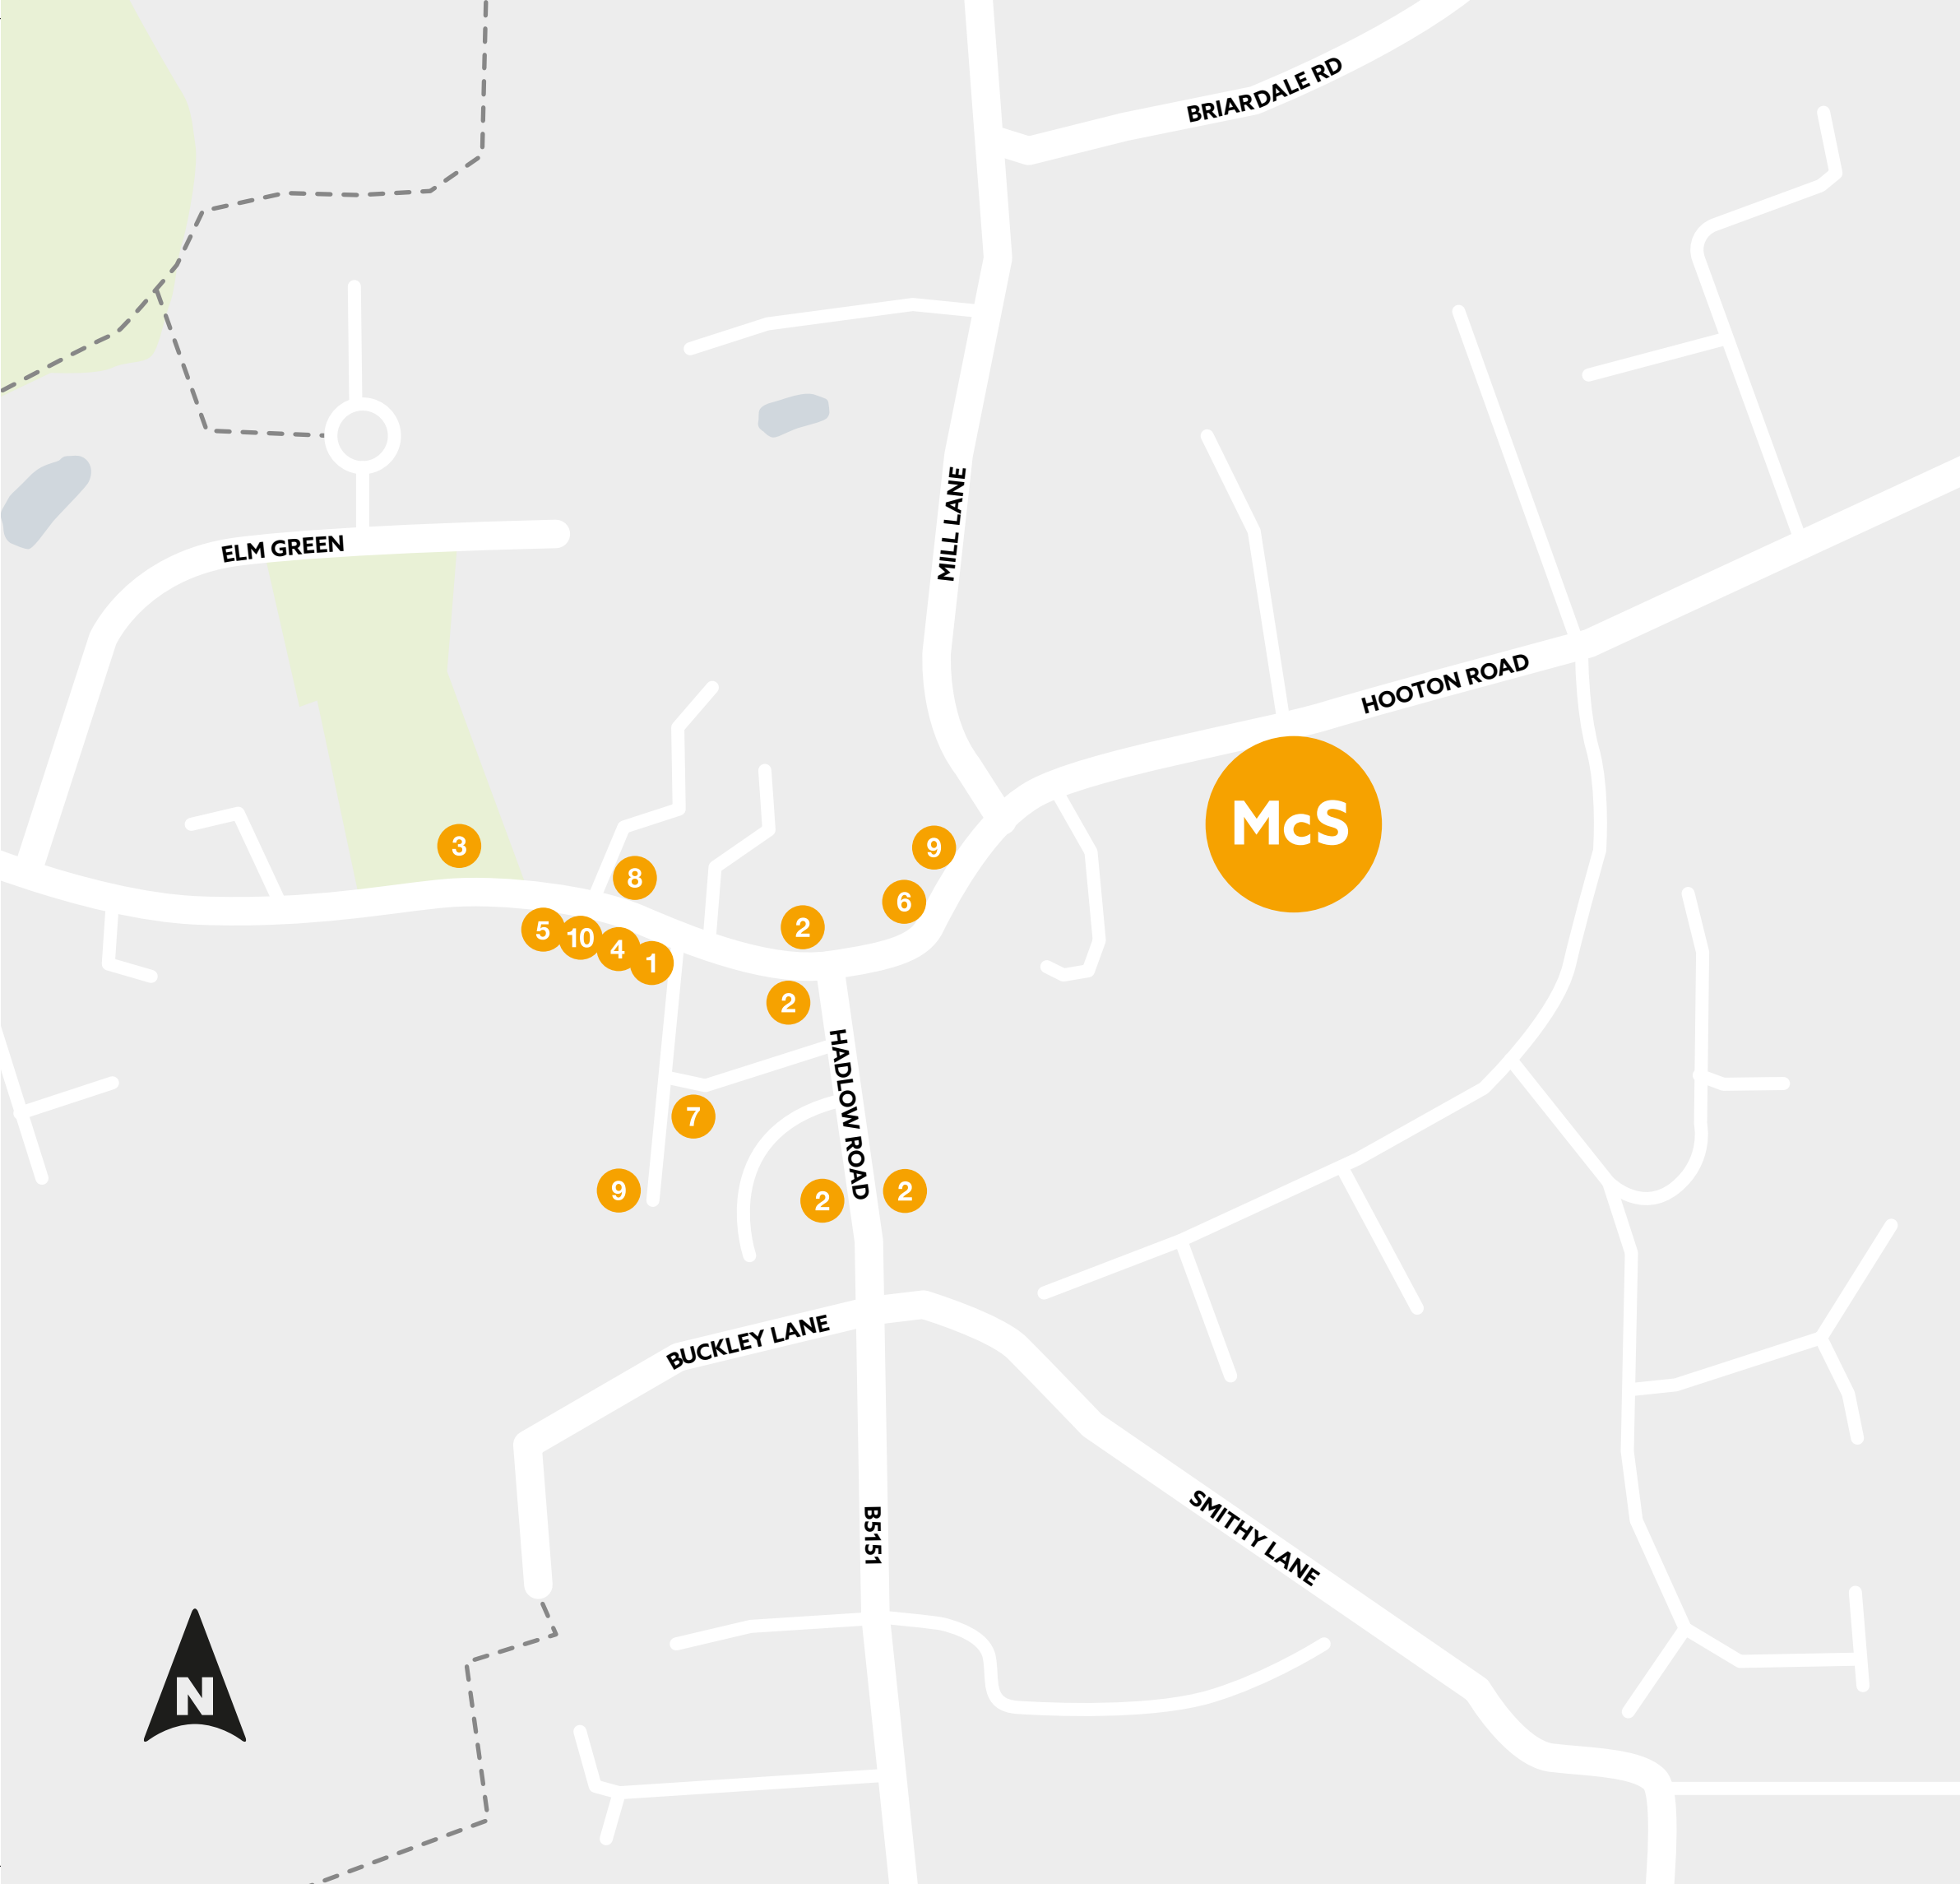 BRIARDALE RD
MILL LANE
ELM GREEN
HOOTON ROAD
McS
3
9
8
6
5
10
4
1
2
2
HADLOW ROAD
7
9
2
2
BUCKLEY LANE
B5151
SMITHY LANE
N